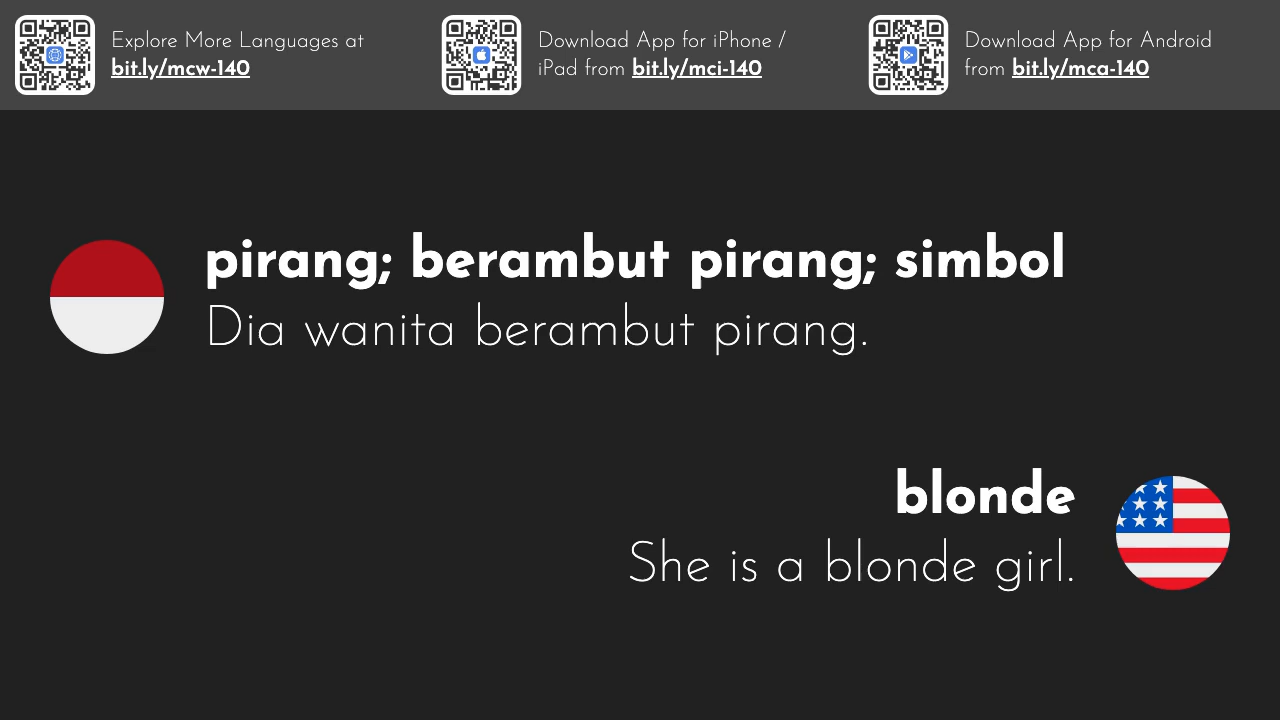 Explore More Languages at
bit.ly/mcw-140
Download App for iPhone /
iPad from bit.ly/mci-140
Download App for Android
from bit.ly/mca-140
pirang; berambut pirang; simbol
Dia wanita berambut pirang.
blonde
She is a blonde girl.